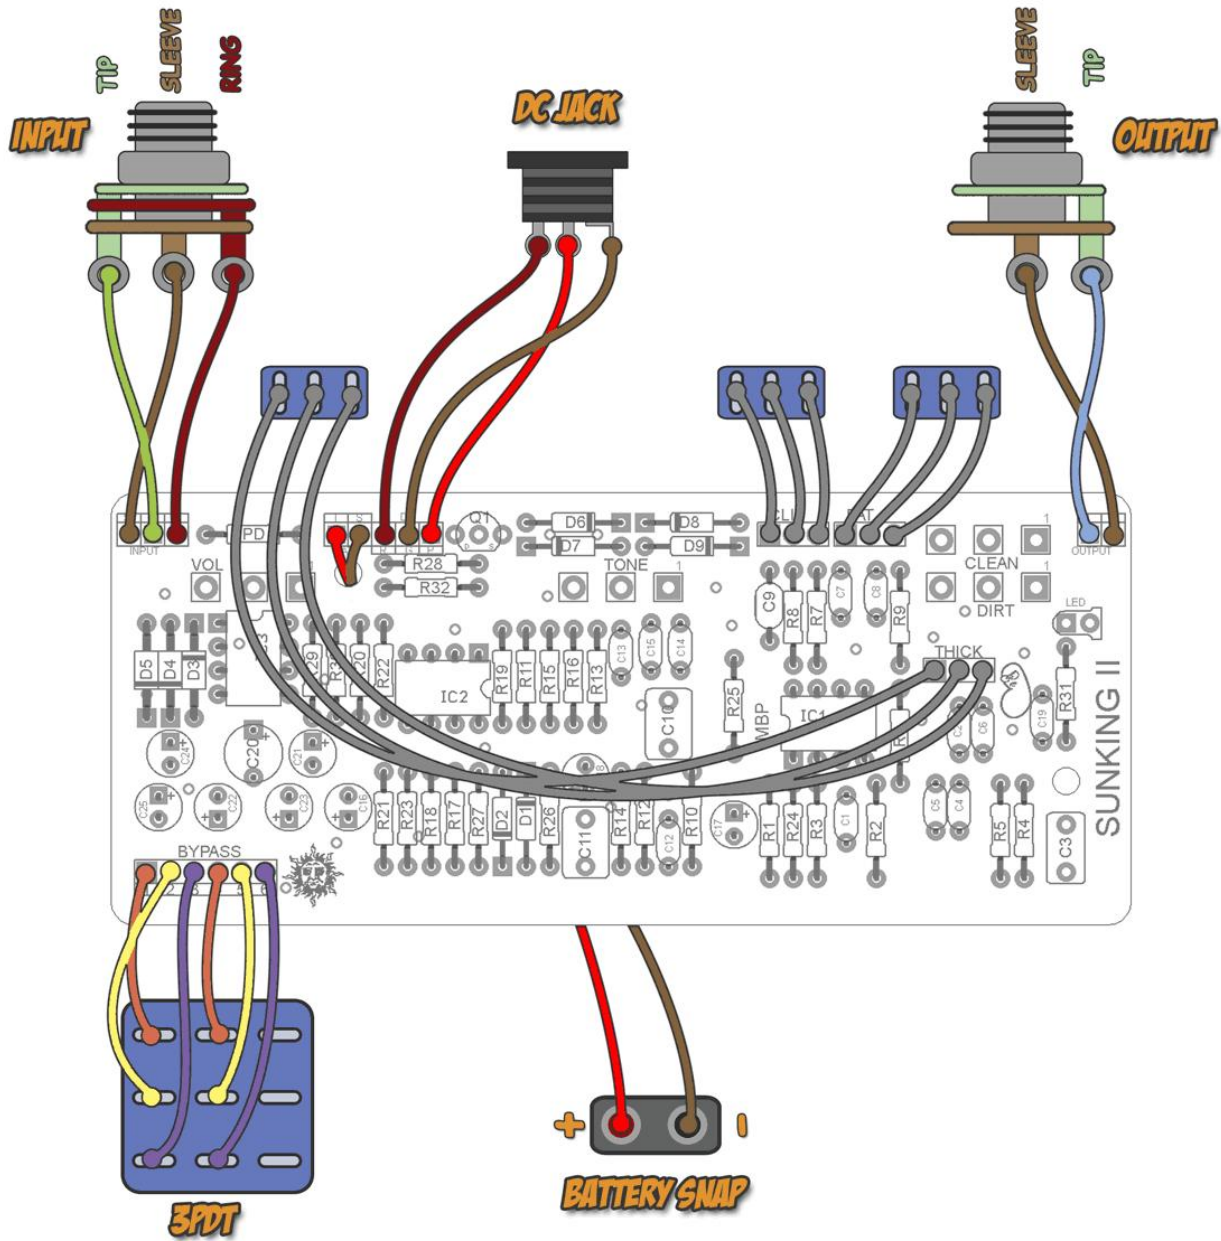 TIP
SLEEVE
RING
INPUT
DC JACK
SLEEVE
TIP
OUTPUT
INPUT
PD
Q1
D S
R G P
D6
D8
D7
D9
OUTPUT
VOL
1
R28
R32
TONE
1
CLEAN
1
DIRT
1
LED
C9
R8
R7
C7
C8
R9
THICK
D5
D4
D3
R29
R20
R22
IC2
R19
R11
R15
R16
R13
C13
C15
C14
R25
MBP
IC1
C6
C19
R31
SUNKING II
C24
C20
C21
C25
C22
C23
C16
R21
R23
R18
R17
R27
D2
D1
R26
C11
R14
R12
C12
R10
C17
R1
R24
R3
C1
R2
C5
C4
R5
R4
C3
BYPASS
+
-
BATTERY SNAP
3PDT